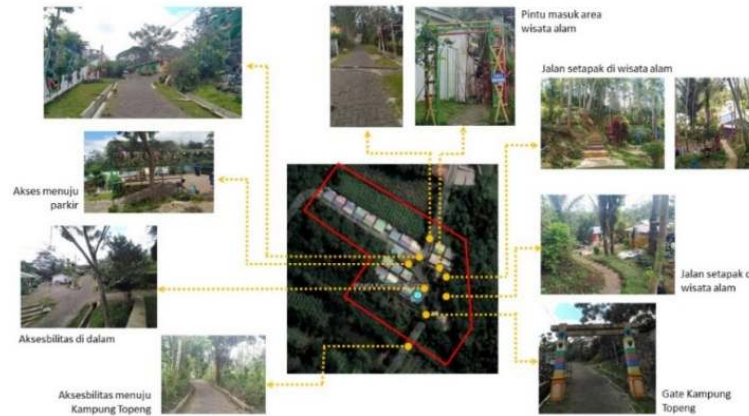 Pintu masuk area
wisata alam
Jalan setapak di wisata alam
Akses menuju
parkir
Jalan setapak d
wisata alam
Aksesbilitas di dalam
Aksesbilitas menuju
Kampung Topeng
Gate Kampung
Topeng